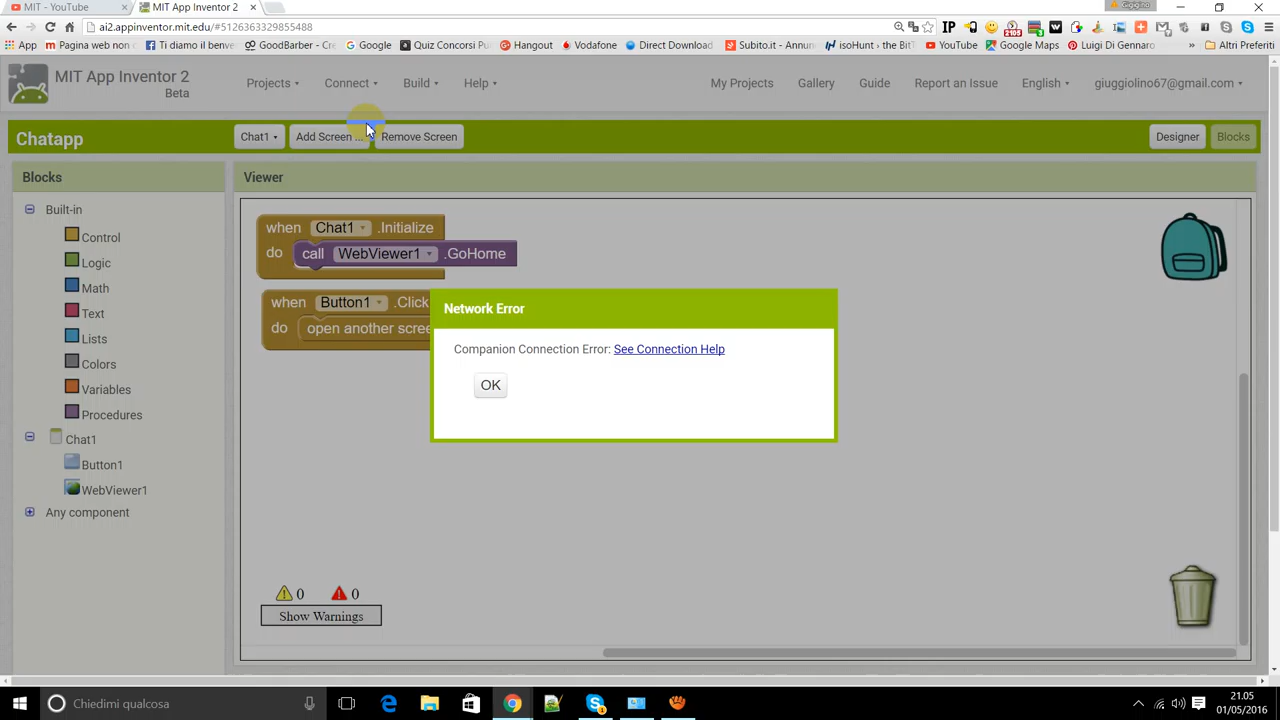 MIT - YouTube
MIT App Inventor 2
Gigig.no
ai2.appinventor.mit.edu/#5126363329855488
IP
2105
App
Pagina web non d
Ti diamo il benve
GoodBarber - Cre
Google
Quiz Concorsi Pu
Hangout
Vodafone
Direct Download
Subito.it - Annun
isoHunt › the BitT
YouTube
Google Maps
Luigi Di Gennaro
»
Altri Preferiti
MIT App Inventor 2
Beta
Projects
Connect
Build
Help
My Projects
Gallery
Guide
Report an Issue
English
giuggiolino67@gmail.com
Chatapp
Chat1
Add Screen ...
Remove Screen
Designer
Blocks
Blocks
Viewer
Built-in
Control
Logic
Math
Text
Lists
Colors
Variables
Procedures
Chat1
Button1
WebViewer1
Any component
when Chat1 .Initialize
do call WebViewer1 .GoHome
when Button1 .Click
do open another scree
Network Error
Companion Connection Error: See Connection Help
OK
0 0
Show Warnings
Chiedimi qualcosa
21.05
01/05/2016